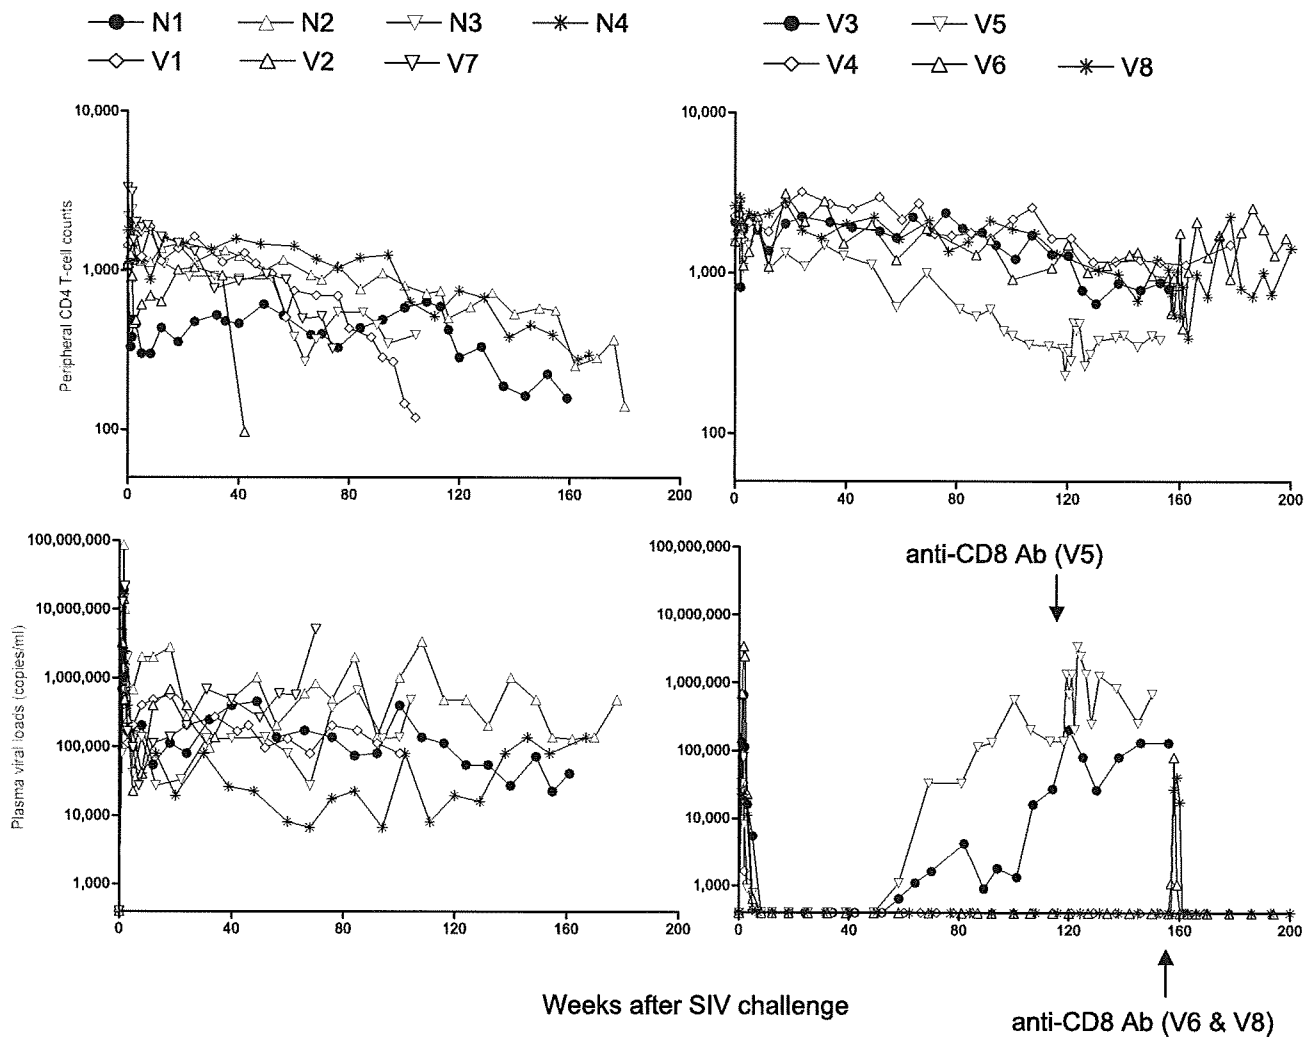 N1 N2 N3 N4
V1 V2 V7
V3 V5
V4 V6 V8
Peripheral CD4 T-cell counts
10,000
1,000
100
0 40 80 120 160 200
10,000
1,000
100
0 40 80 120 160 200
Plasma viral loads (copies/ml)
100,000,000
10,000,000
1,000,000
100,000
10,000
1,000
0 40 80 120 160 200
anti-CD8 Ab (V5)
100,000,000
10,000,000
1,000,000
100,000
10,000
1,000
0 40 80 120 160 200
Weeks after SIV challenge
anti-CD8 Ab (V6 & V8)